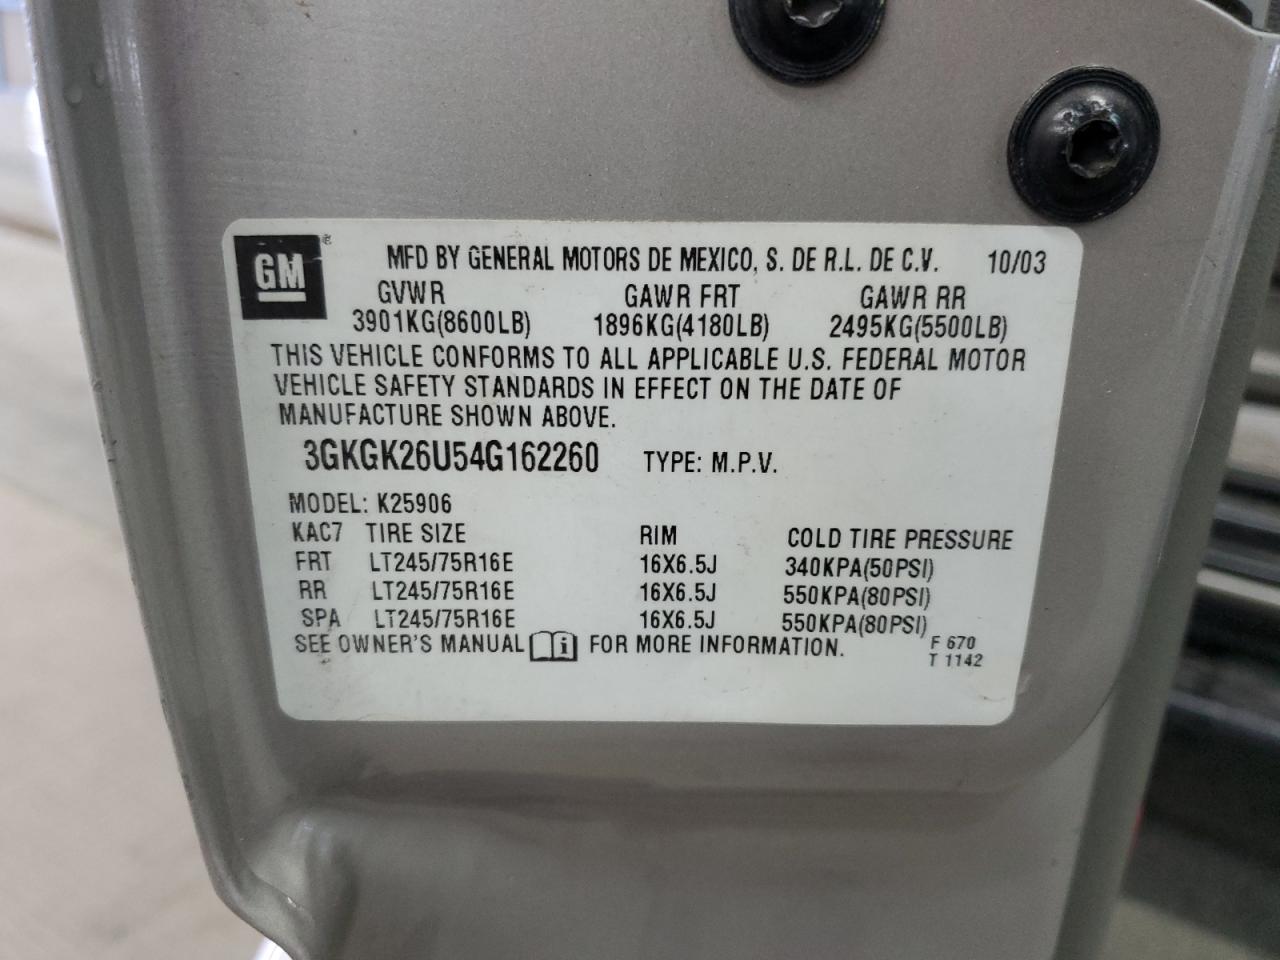 GM ® MFD BY GENERAL MOTORS DE MEXICO, S. DE R.L. DE C.V. 10/03
GVWR GAWR FRT GAWR RR
3901KG(8600LB) 1896KG(4180LB) 2495KG(5500LB)
THIS VEHICLE CONFORMS TO ALL APPLICABLE U.S. FEDERAL MOTOR
VEHICLE SAFETY STANDARDS IN EFFECT ON THE DATE OF
MANUFACTURE SHOWN ABOVE.
3GKGK26U54G162260 TYPE: M.P.V.
MODEL: K25906
KAC7 TIRE SIZE RIM COLD TIRE PRESSURE
FRT LT245/75R16E 16X6.5J 340KPA(50PSI)
RR LT245/75R16E 16X6.5J 550KPA(80PSI)
SPA LT245/75R16E 16X6.5J 550KPA(80PSI)
SEE OWNER'S MANUAL i FOR MORE INFORMATION. F 670
T 1142